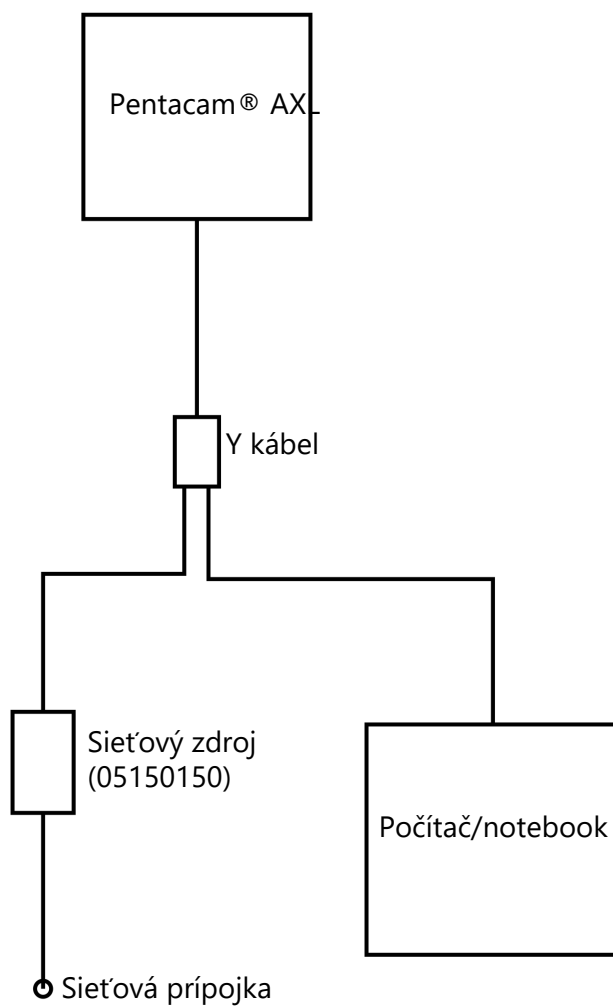 Pentacam® AXL
Y kábel
Sieťový zdroj
(05150150)
Počítač/notebook
Sieťová prípojka